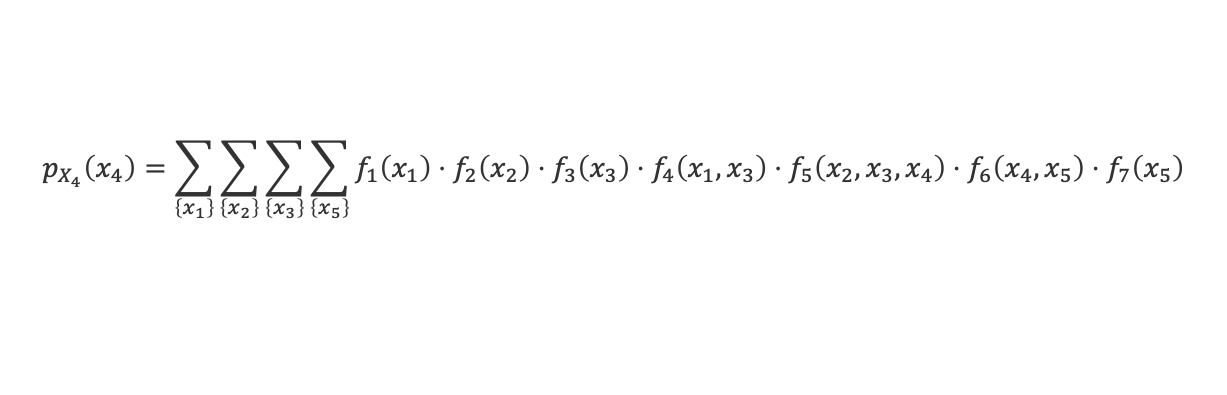 $p_{X_4}(x_4) = \sum_{\{x_1\}} \sum_{\{x_2\}} \sum_{\{x_3\}} \sum_{\{x_5\}} f_1(x_1) \cdot f_2(x_2) \cdot f_3(x_3) \cdot f_4(x_1, x_3) \cdot f_5(x_2, x_3, x_4) \cdot f_6(x_4, x_5) \cdot f_7(x_5)$